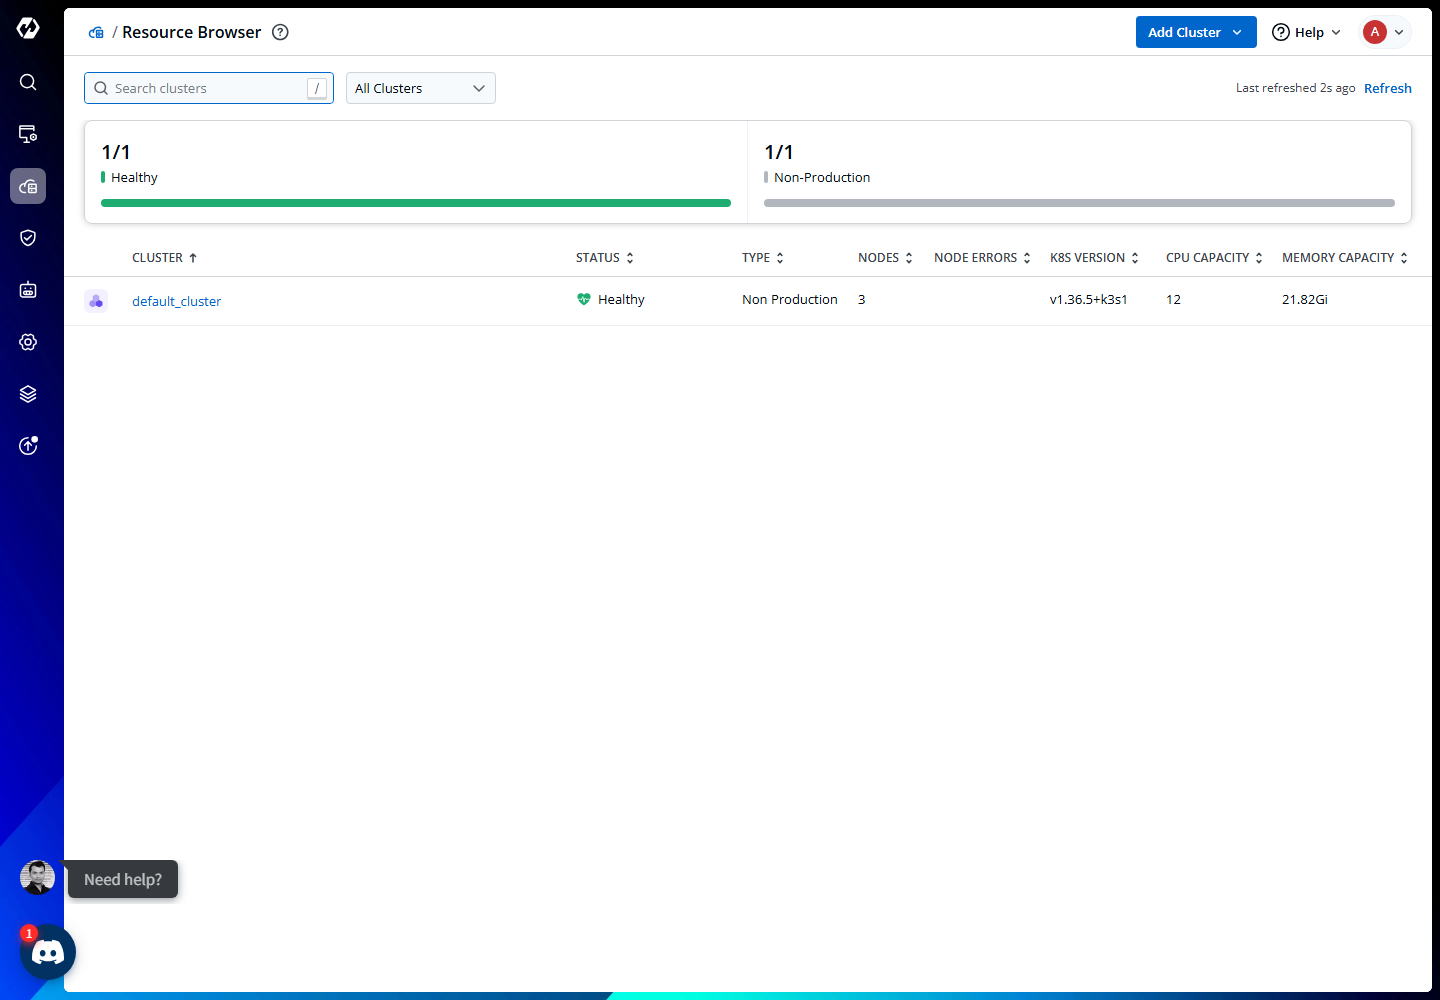 / Resource Browser
Add Cluster
Help
A
Search clusters
/
All Clusters
Last refreshed 2s ago
Refresh
1/1
Healthy
1/1
Non-Production
CLUSTER
STATUS
TYPE
NODES
NODE ERRORS
K8S VERSION
CPU CAPACITY
MEMORY CAPACITY
default_cluster
Healthy
Non Production
3
v1.36.5+k3s1
12
21.82Gi
Need help?
1